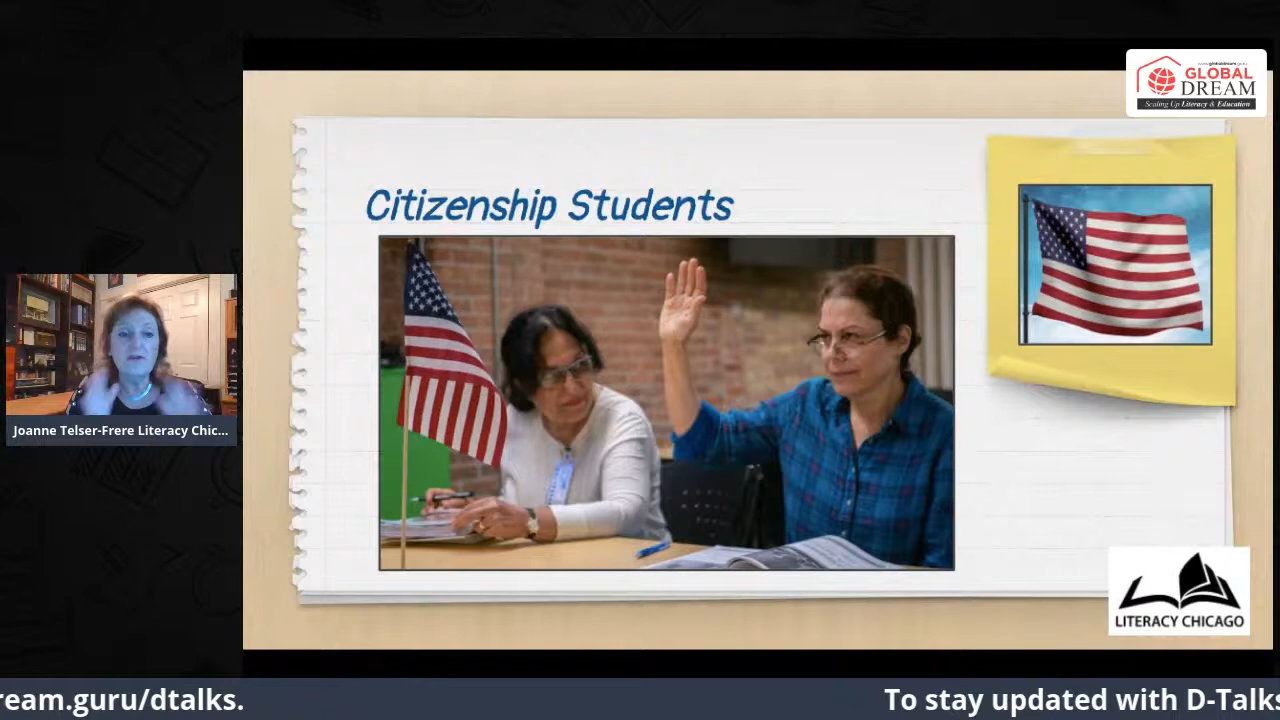 GLOBAL
DREAM
Scaling Up Literacy & Education
Citizenship Students
Joanne Telser-Frere Literacy Chic...
LITERACY CHICAGO
ream.guru/dtalks.
To stay updated with D-Talks